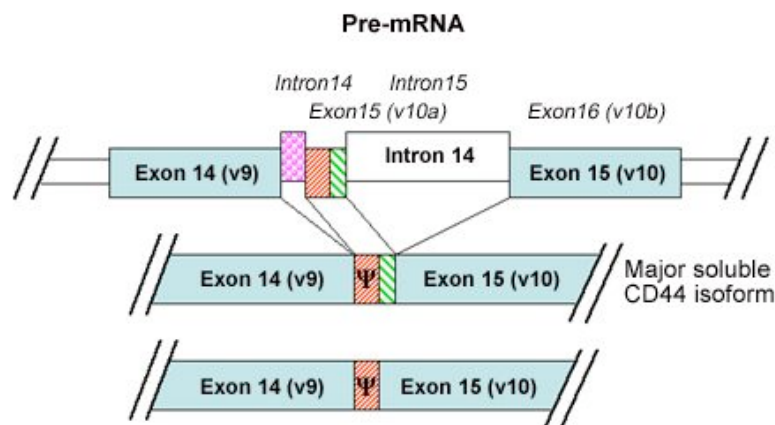 Pre-mRNA
Intron14 Intron15
Exon15 (v10a) Exon16 (v10b)
Exon 14 (v9) Intron 14 Exon 15 (v10)
Exon 14 (v9) Ψ Exon 15 (v10) Major soluble
CD44 isoform
Exon 14 (v9) Ψ Exon 15 (v10)